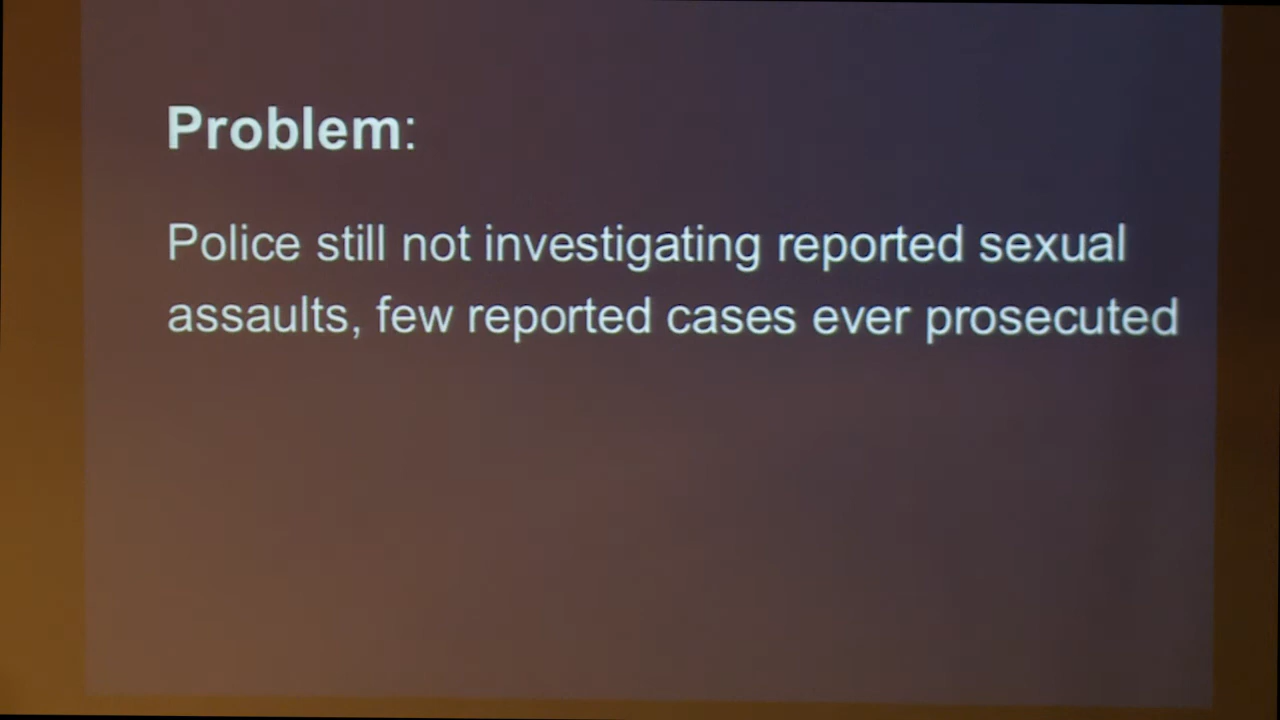 Problem:
Police still not investigating reported sexual
assaults, few reported cases ever prosecuted